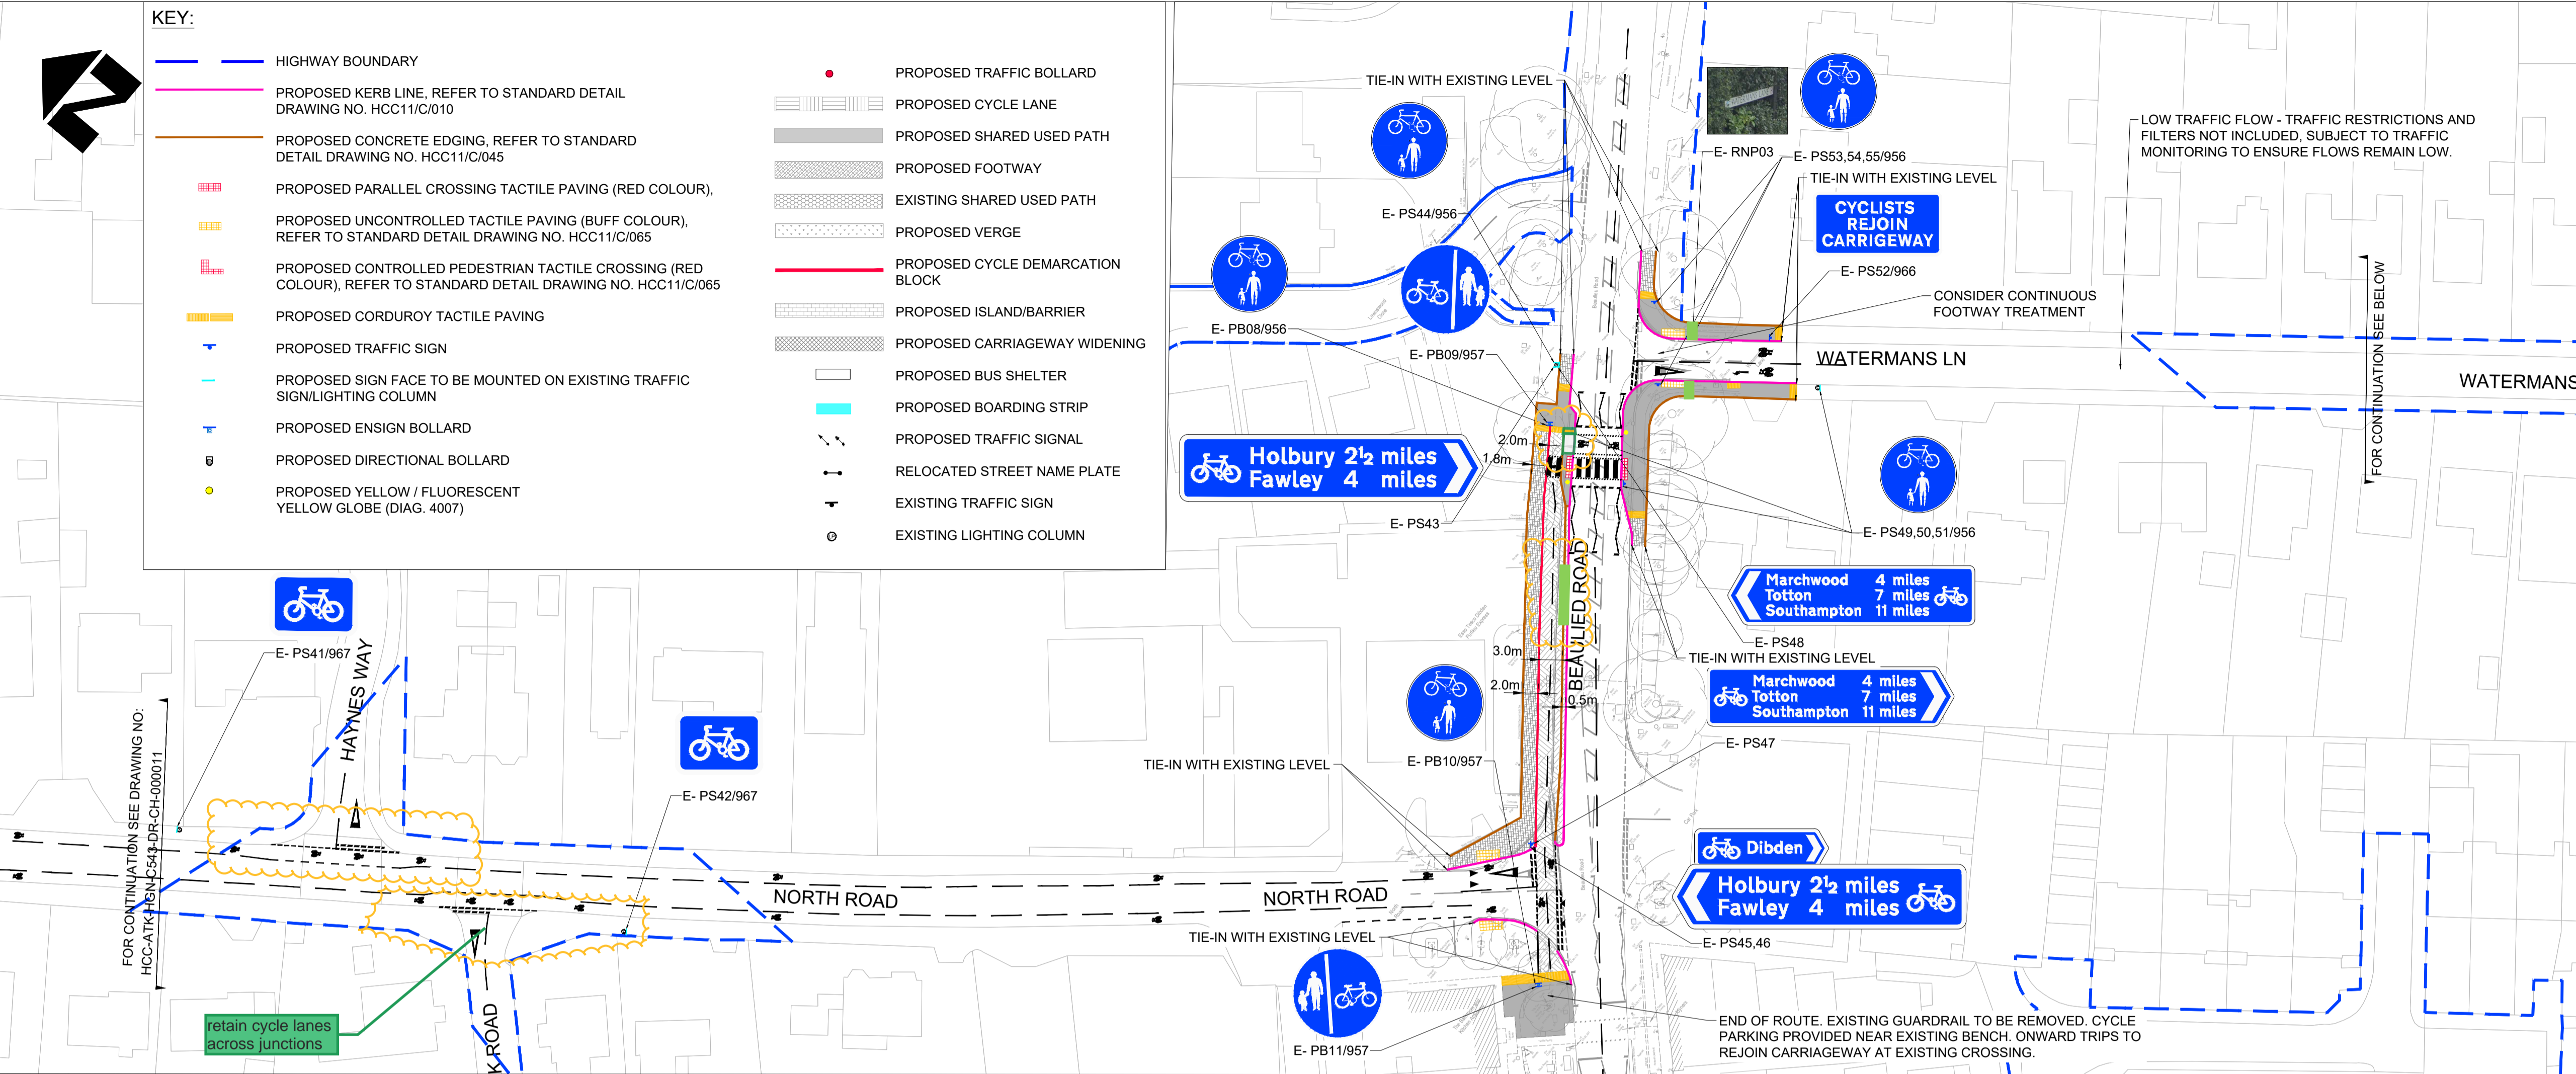 KEY:
HIGHWAY BOUNDARY
PROPOSED KERB LINE, REFER TO STANDARD DETAIL
DRAWING NO. HCC11/C/010
PROPOSED CONCRETE EDGING, REFER TO STANDARD
DETAIL DRAWING NO. HCC11/C/045
PROPOSED PARALLEL CROSSING TACTILE PAVING (RED COLOUR),
PROPOSED UNCONTROLLED TACTILE PAVING (BUFF COLOUR),
REFER TO STANDARD DETAIL DRAWING NO. HCC11/C/065
PROPOSED CONTROLLED PEDESTRIAN TACTILE CROSSING (RED
COLOUR), REFER TO STANDARD DETAIL DRAWING NO. HCC11/C/065
PROPOSED CORDUROY TACTILE PAVING
PROPOSED TRAFFIC SIGN
PROPOSED SIGN FACE TO BE MOUNTED ON EXISTING TRAFFIC
SIGN/LIGHTING COLUMN
PROPOSED ENSIGN BOLLARD
PROPOSED DIRECTIONAL BOLLARD
PROPOSED YELLOW / FLUORESCENT
YELLOW GLOBE (DIAG. 4007)
PROPOSED TRAFFIC BOLLARD
PROPOSED CYCLE LANE
PROPOSED SHARED USED PATH
PROPOSED FOOTWAY
EXISTING SHARED USED PATH
PROPOSED VERGE
PROPOSED CYCLE DEMARCATION
BLOCK
PROPOSED ISLAND/BARRIER
PROPOSED CARRIAGEWAY WIDENING
PROPOSED BUS SHELTER
PROPOSED BOARDING STRIP
PROPOSED TRAFFIC SIGNAL
RELOCATED STREET NAME PLATE
EXISTING TRAFFIC SIGN
EXISTING LIGHTING COLUMN
TIE-IN WITH EXISTING LEVEL
E- RNP03
E- PS53,54,55/956
TIE-IN WITH EXISTING LEVEL
LOW TRAFFIC FLOW - TRAFFIC RESTRICTIONS AND
FILTERS NOT INCLUDED, SUBJECT TO TRAFFIC
MONITORING TO ENSURE FLOWS REMAIN LOW.
CYCLISTS
REJOIN
CARRIGEWAY
E- PS44/956
E- PS52/966
CONSIDER CONTINUOUS
FOOTWAY TREATMENT
E- PB08/956
E- PB09/957
WATERMANS LN
WATERMANS
FOR CONTINUATION SEE BELOW
2.0m
1.8m
Holbury 2½ miles
Fawley 4 miles
E- PS43
E- PS49,50,51/956
Marchwood 4 miles
Totton 7 miles
Southampton 11 miles
E- PS48
TIE-IN WITH EXISTING LEVEL
BEAULIED ROAD
3.0m
2.0m
0.5m
Marchwood 4 miles
Totton 7 miles
Southampton 11 miles
E- PS47
E- PB10/957
TIE-IN WITH EXISTING LEVEL
E- PS41/967
HAYNES WAY
E- PS42/967
FOR CONTINUATION SEE DRAWING NO:
HCC-ATK-HGN-C543-DR-CH-000011
NORTH ROAD
NORTH ROAD
Dibden
Holbury 2½ miles
Fawley 4 miles
E- PS45,46
TIE-IN WITH EXISTING LEVEL
E- PB11/957
retain cycle lanes
across junctions
K ROAD
END OF ROUTE. EXISTING GUARDRAIL TO BE REMOVED. CYCLE
PARKING PROVIDED NEAR EXISTING BENCH. ONWARD TRIPS TO
REJOIN CARRIAGEWAY AT EXISTING CROSSING.